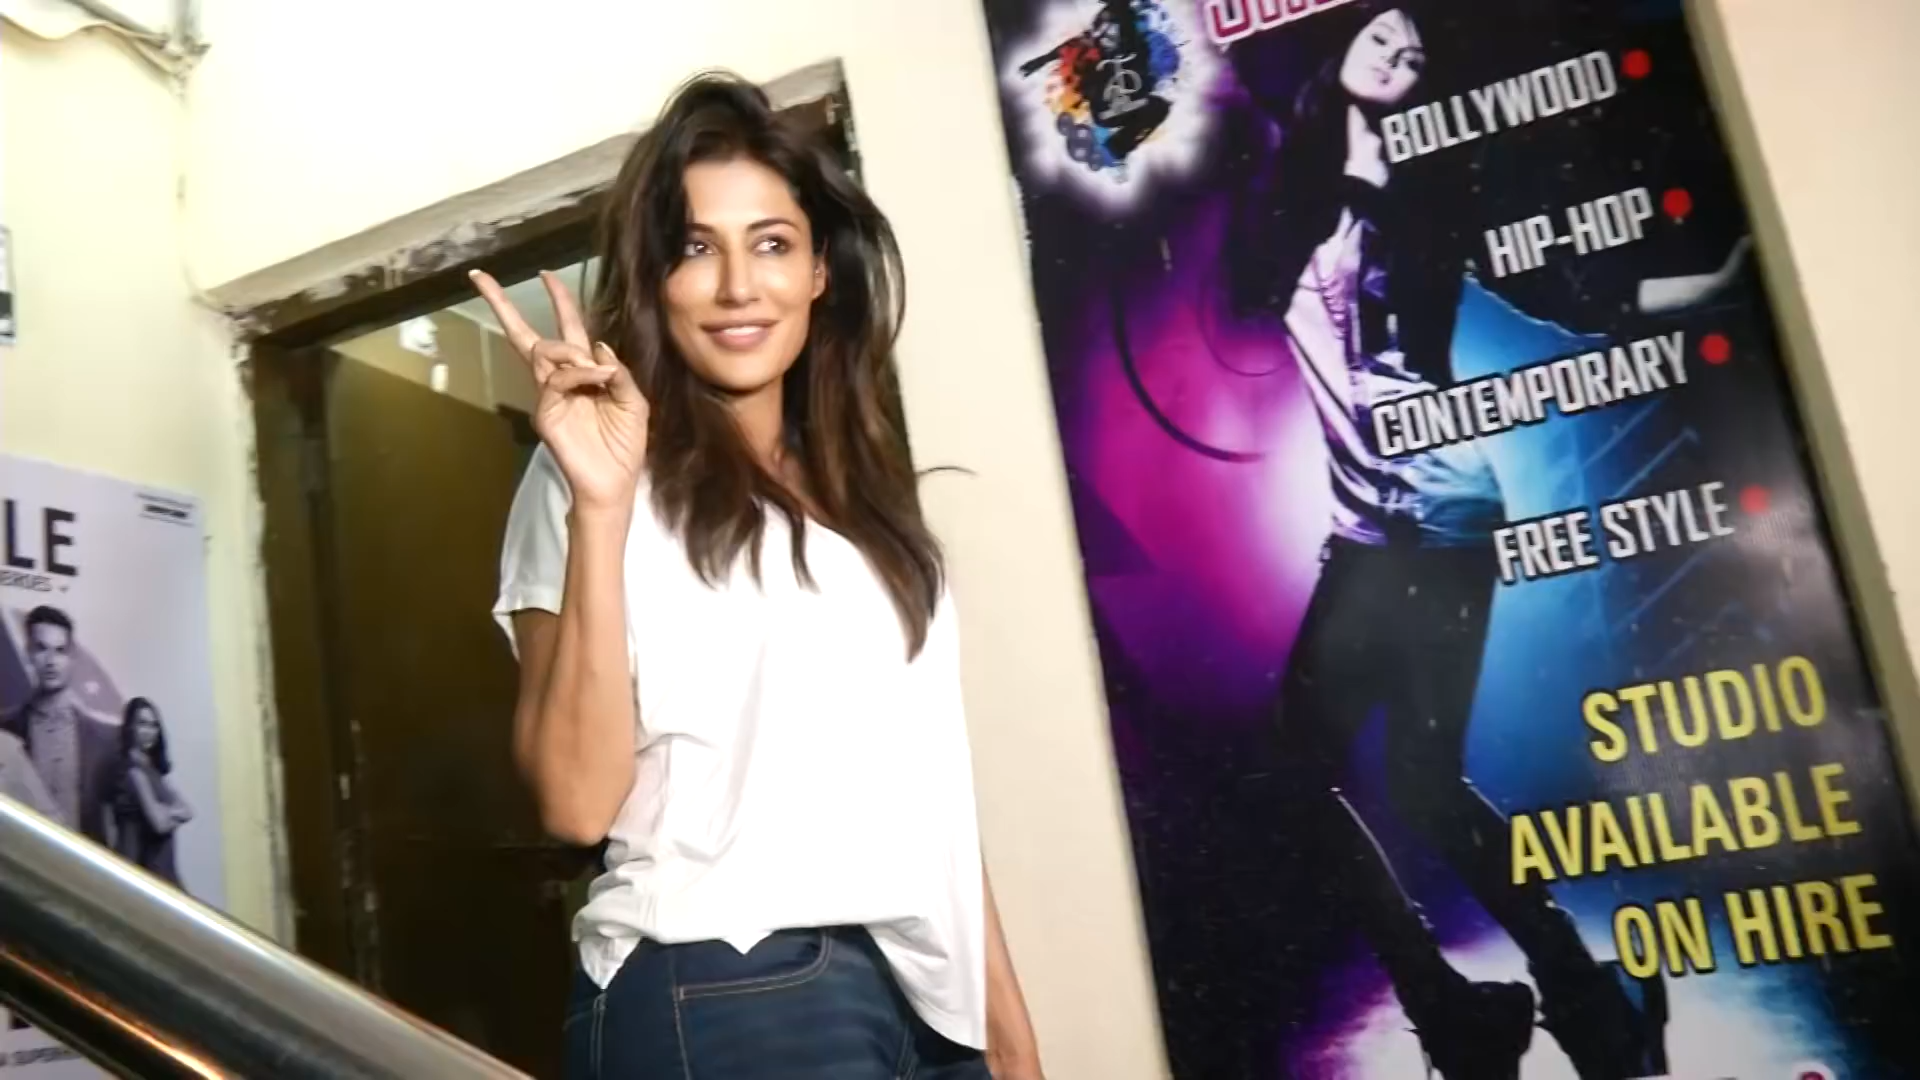 BOLLYWOOD
HIP-HOP
CONTEMPORARY
FREE STYLE
STUDIO
AVAILABLE
ON HIRE
LE